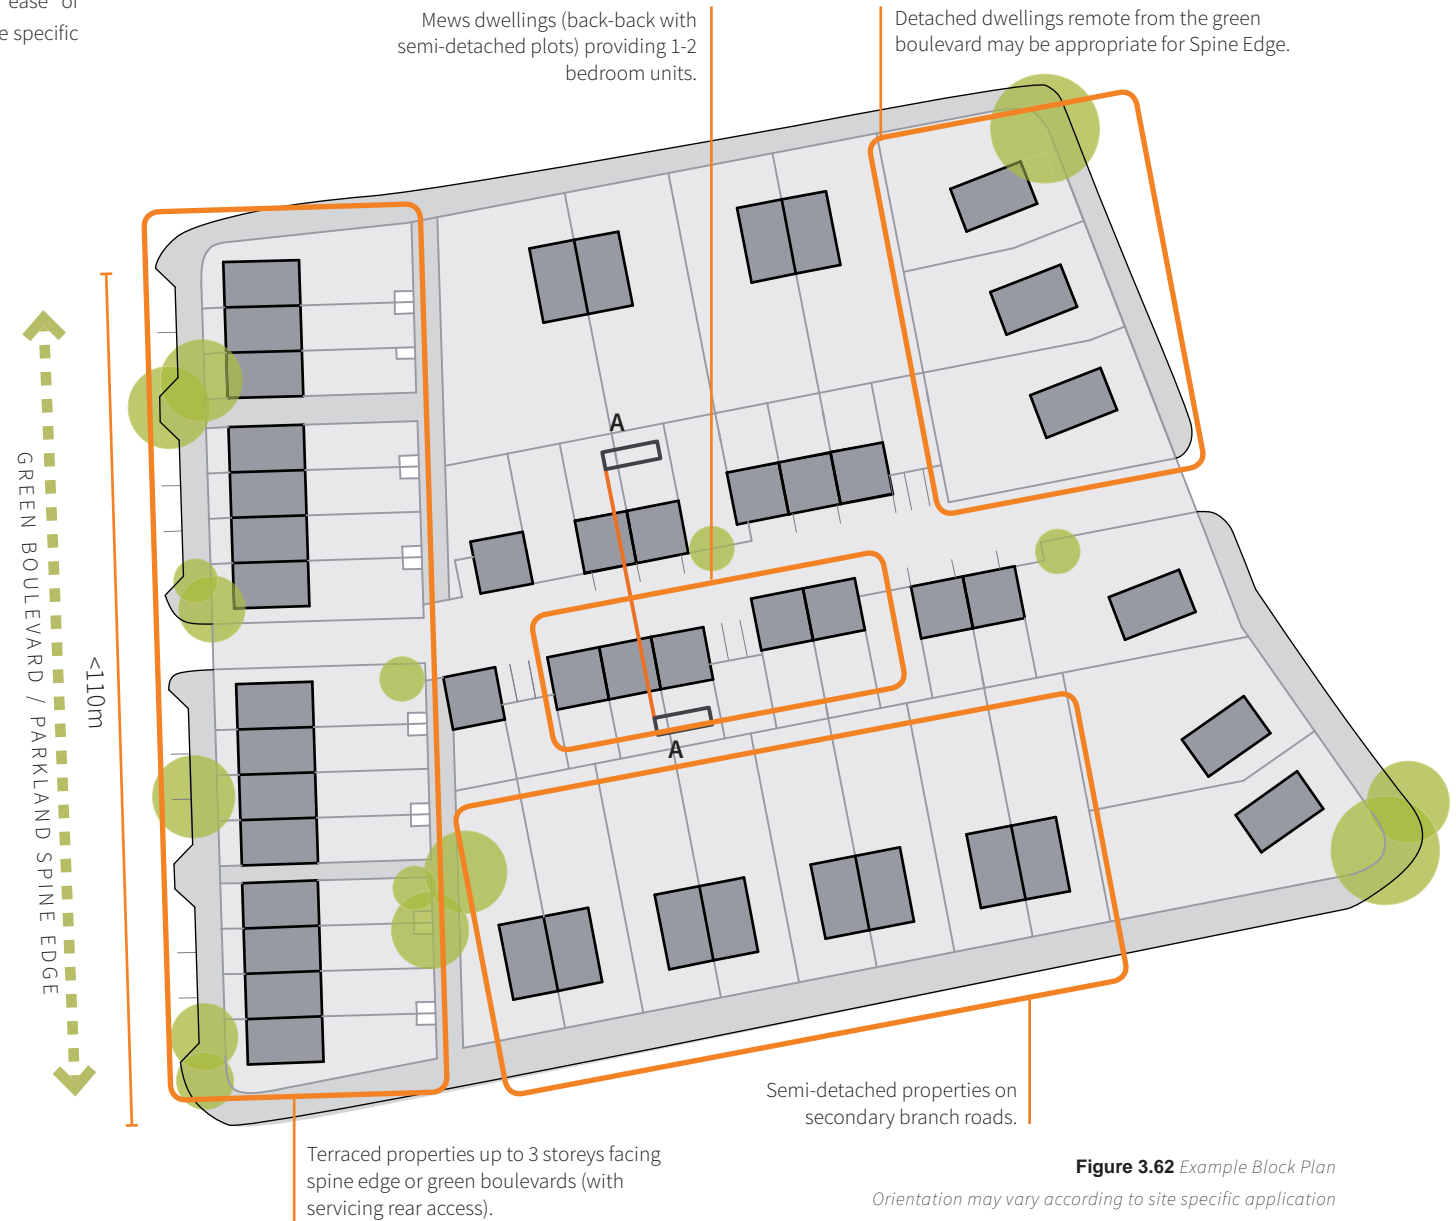 ease of
e specific
Mews dwellings (back-back with
semi-detached plots) providing 1-2
bedroom units.
Detached dwellings remote from the green
boulevard may be appropriate for Spine Edge.
A
GREEN BOULEVARD / PARKLAND SPINE EDGE
<110m
A
Semi-detached properties on
secondary branch roads.
Terraced properties up to 3 storeys facing
spine edge or green boulevards (with
servicing rear access).
Figure 3.62 Example Block Plan
Orientation may vary according to site specific application